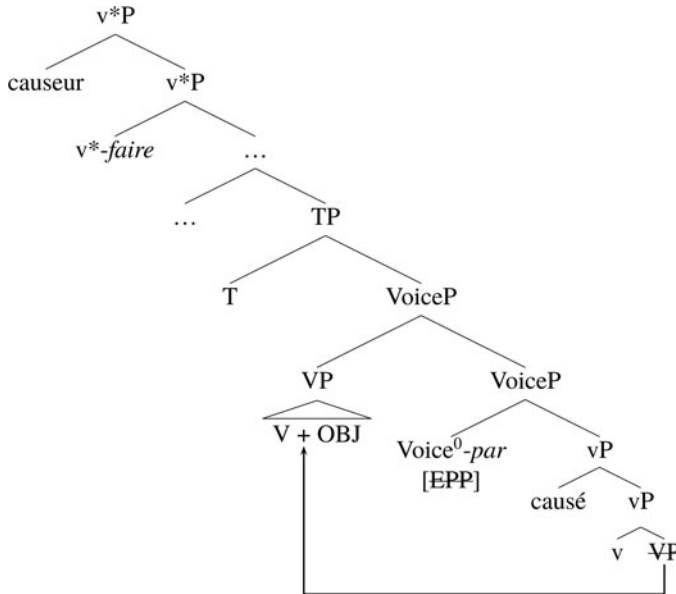 v*P
causeur v*P
v*-faire …
… TP
T VoiceP
VP VoiceP
V + OBJ Voice⁰-par vP
[EPP] causé vP
v VP